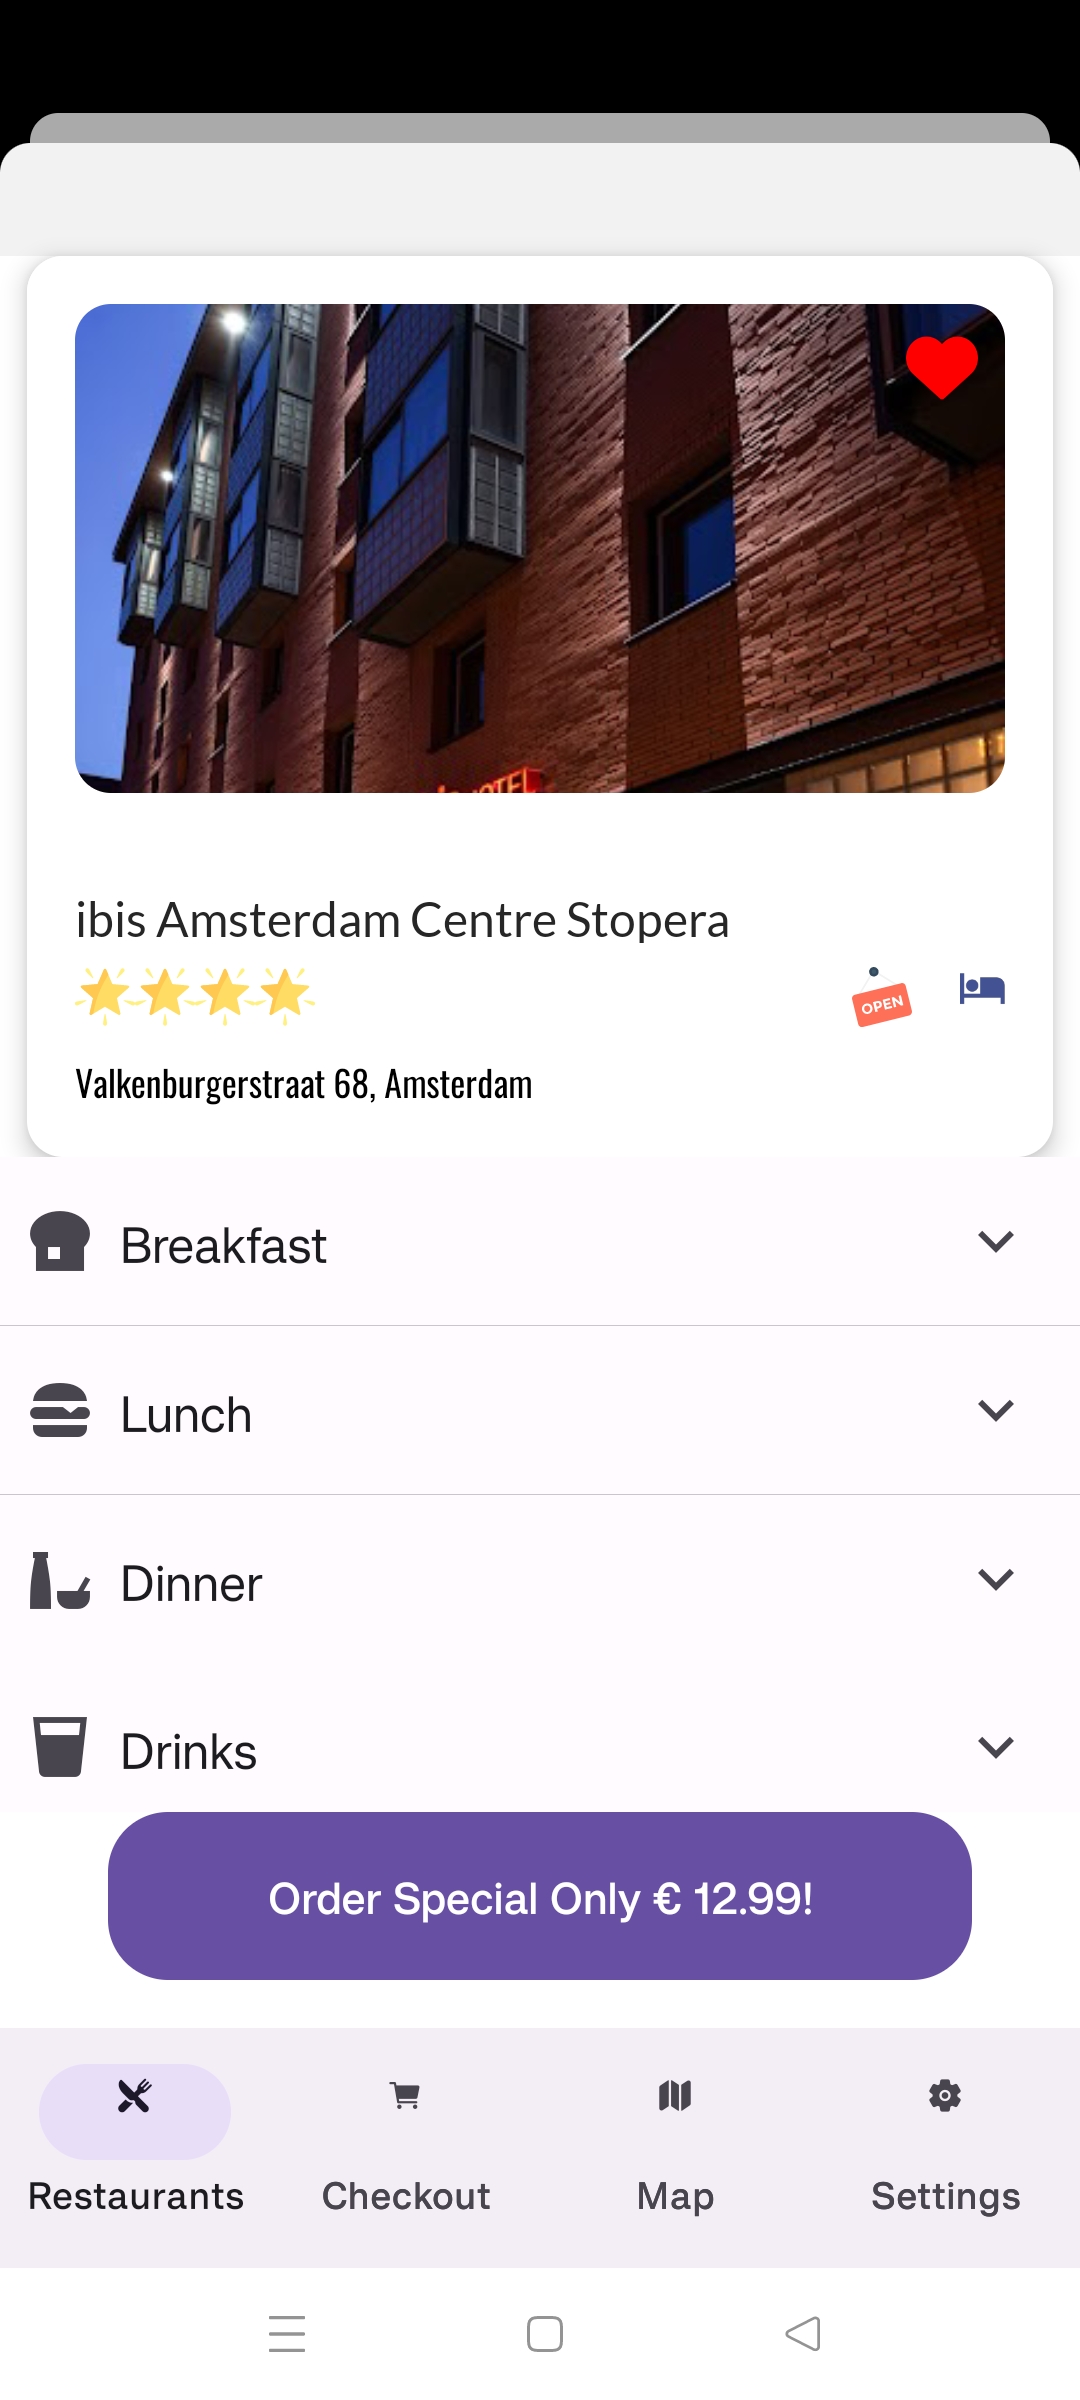 HOTEL
ibis Amsterdam Centre Stopera
OPEN
Valkenburgerstraat 68, Amsterdam
Breakfast
Lunch
Dinner
Drinks
Order Special Only € 12.99!
Restaurants
Checkout
Map
Settings